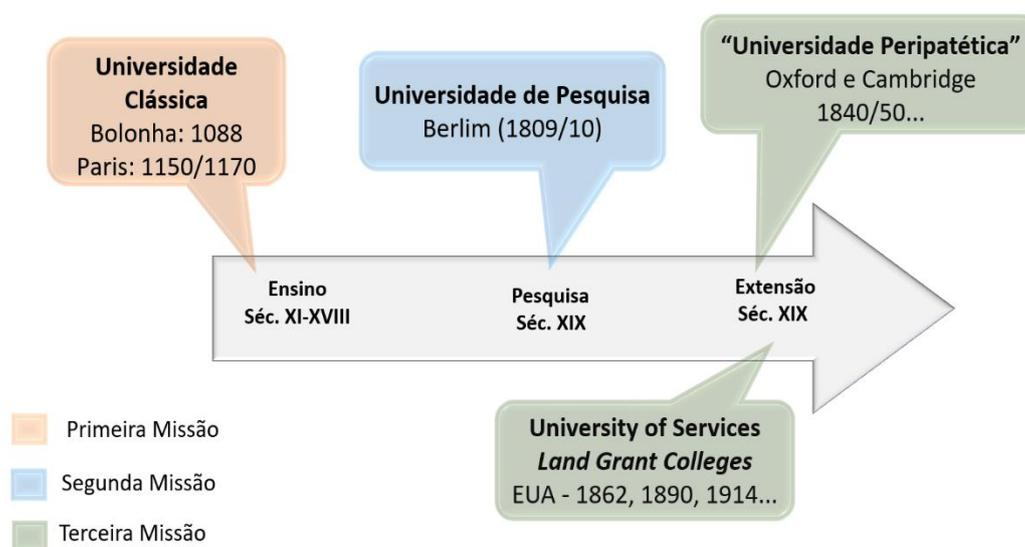 Universidade
Clássica
Bolonha: 1088
Paris: 1150/1170
Universidade de Pesquisa
Berlim (1809/10)
“Universidade Peripatética”
Oxford e Cambridge
1840/50...
Ensino
Séc. XI-XVIII
Pesquisa
Séc. XIX
Extensão
Séc. XIX
University of Services
Land Grant Colleges
EUA - 1862, 1890, 1914...
Primeira Missão
Segunda Missão
Terceira Missão